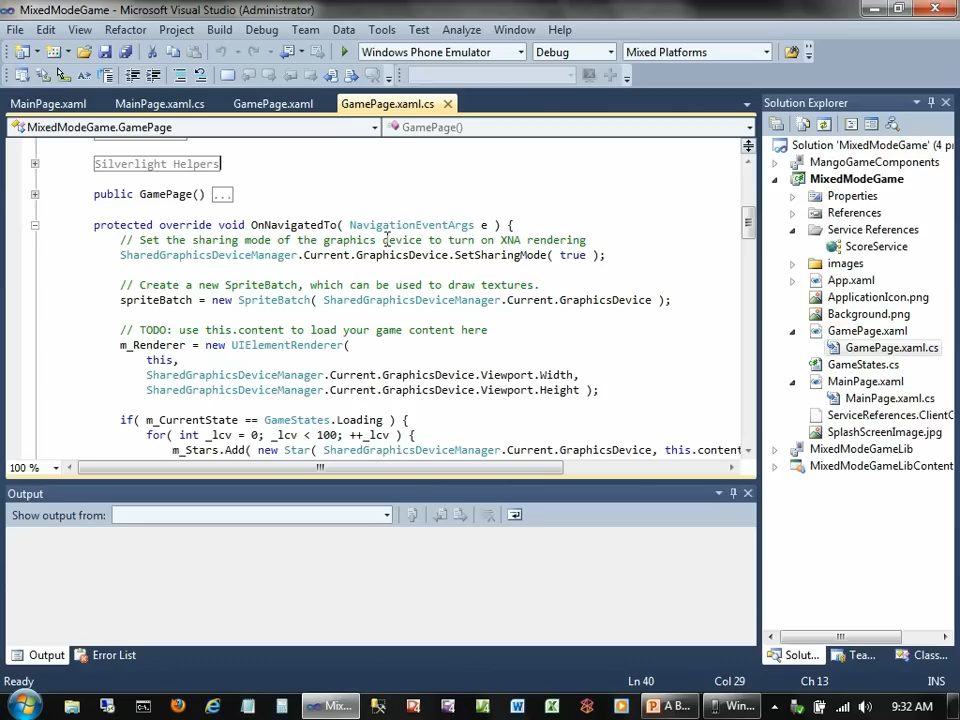 MixedModeGame - Microsoft Visual Studio (Administrator)
File Edit View Refactor Project Build Debug Team Data Tools Test Analyze Window Help
Windows Phone Emulator Debug Mixed Platforms
MainPage.xaml MainPage.xaml.cs GamePage.xaml GamePage.xaml.cs
MixedModeGame.GamePage GamePage()
Silverlight Helpers
public GamePage() ...
protected override void OnNavigatedTo( NavigationEventArgs e ) {
// Set the sharing mode of the graphics device to turn on XNA rendering
SharedGraphicsDeviceManager.Current.GraphicsDevice.SetSharingMode( true );
// Create a new SpriteBatch, which can be used to draw textures.
spriteBatch = new SpriteBatch( SharedGraphicsDeviceManager.Current.GraphicsDevice );
// TODO: use this.content to load your game content here
m_Renderer = new UIElementRenderer(
this,
SharedGraphicsDeviceManager.Current.GraphicsDevice.Viewport.Width,
SharedGraphicsDeviceManager.Current.GraphicsDevice.Viewport.Height );
if( m_CurrentState == GameStates.Loading ) {
for( int _lcv = 0; _lcv < 100; ++_lcv ) {
m_Stars.Add( new Star( SharedGraphicsDeviceManager.Current.GraphicsDevice, this.content
100 %
Solution Explorer
Solution 'MixedModeGame' (4 p
MangoGameComponents
MixedModeGame
Properties
References
Service References
ScoreService
images
App.xaml
ApplicationIcon.png
Background.png
GamePage.xaml
GamePage.xaml.cs
GameStates.cs
MainPage.xaml
MainPage.xaml.cs
ServiceReferences.ClientC
SplashScreenImage.jpg
MixedModeGameLib
MixedModeGameLibContent
Solut... Tea... Class...
Output
Show output from:
Output Error List
Ready Ln 40 Col 29 Ch 13 INS
Mix... A B... Win... 9:32 AM